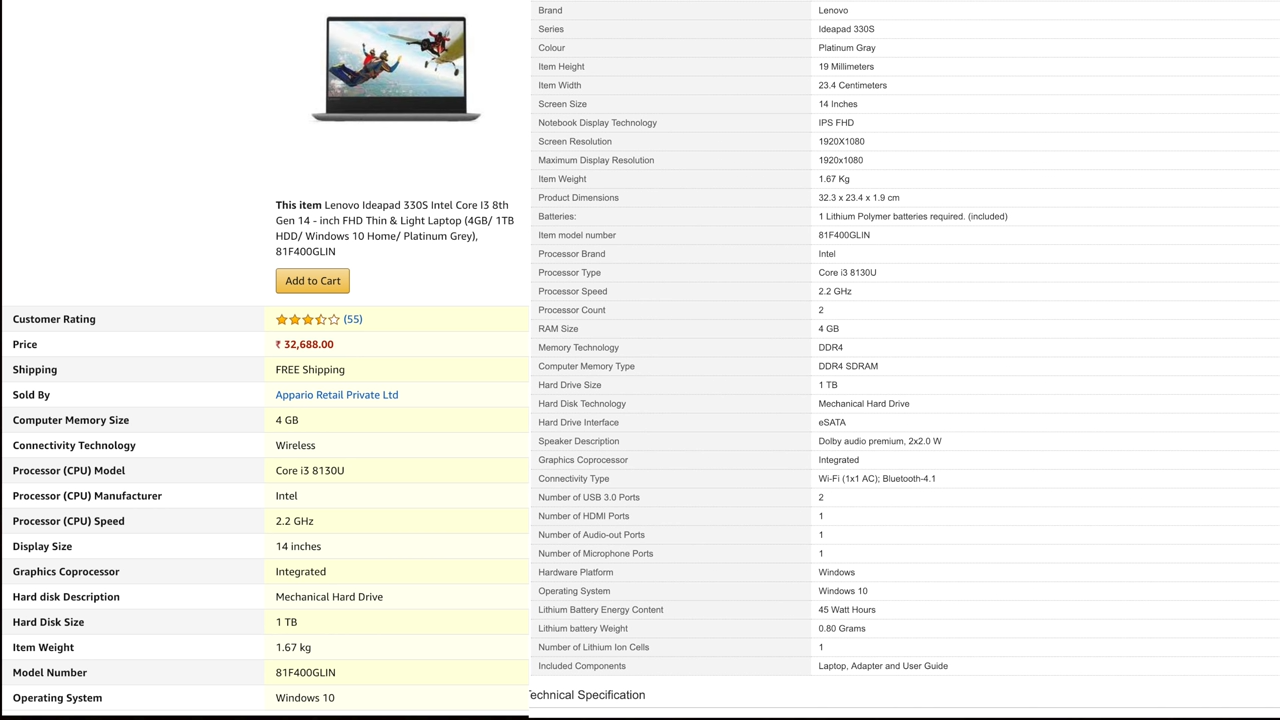 This item Lenovo Ideapad 330S Intel Core I3 8th
Gen 14 - inch FHD Thin & Light Laptop (4GB/ 1TB
HDD/ Windows 10 Home/ Platinum Grey),
81F400GLIN
Add to Cart
Customer Rating (55)
Price ₹ 32,688.00
Shipping FREE Shipping
Sold By Appario Retail Private Ltd
Computer Memory Size 4 GB
Connectivity Technology Wireless
Processor (CPU) Model Core i3 8130U
Processor (CPU) Manufacturer Intel
Processor (CPU) Speed 2.2 GHz
Display Size 14 inches
Graphics Coprocessor Integrated
Hard disk Description Mechanical Hard Drive
Hard Disk Size 1 TB
Item Weight 1.67 kg
Model Number 81F400GLIN
Operating System Windows 10
Brand Lenovo
Series Ideapad 330S
Colour Platinum Gray
Item Height 19 Millimeters
Item Width 23.4 Centimeters
Screen Size 14 Inches
Notebook Display Technology IPS FHD
Screen Resolution 1920X1080
Maximum Display Resolution 1920x1080
Item Weight 1.67 Kg
Product Dimensions 32.3 x 23.4 x 1.9 cm
Batteries: 1 Lithium Polymer batteries required. (included)
Item model number 81F400GLIN
Processor Brand Intel
Processor Type Core i3 8130U
Processor Speed 2.2 GHz
Processor Count 2
RAM Size 4 GB
Memory Technology DDR4
Computer Memory Type DDR4 SDRAM
Hard Drive Size 1 TB
Hard Disk Technology Mechanical Hard Drive
Hard Drive Interface eSATA
Speaker Description Dolby audio premium, 2x2.0 W
Graphics Coprocessor Integrated
Connectivity Type Wi-Fi (1x1 AC); Bluetooth-4.1
Number of USB 3.0 Ports 2
Number of HDMI Ports 1
Number of Audio-out Ports 1
Number of Microphone Ports 1
Hardware Platform Windows
Operating System Windows 10
Lithium Battery Energy Content 45 Watt Hours
Lithium battery Weight 0.80 Grams
Number of Lithium Ion Cells 1
Included Components Laptop, Adapter and User Guide
echnical Specification